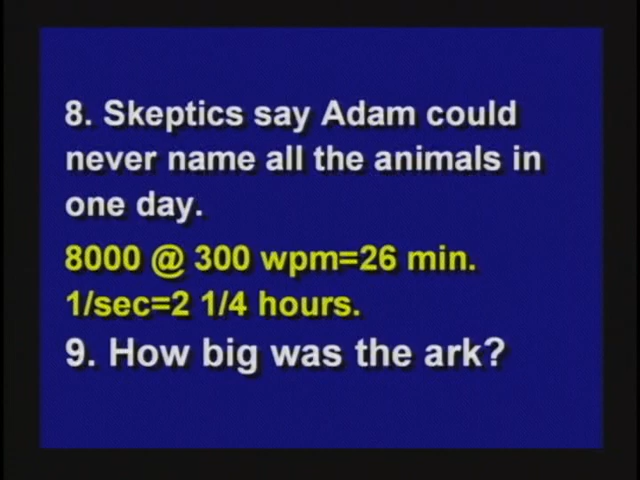 8. Skeptics say Adam could
never name all the animals in
one day.
8000 @ 300 wpm=26 min.
1/sec=2 1/4 hours.
9. How big was the ark?